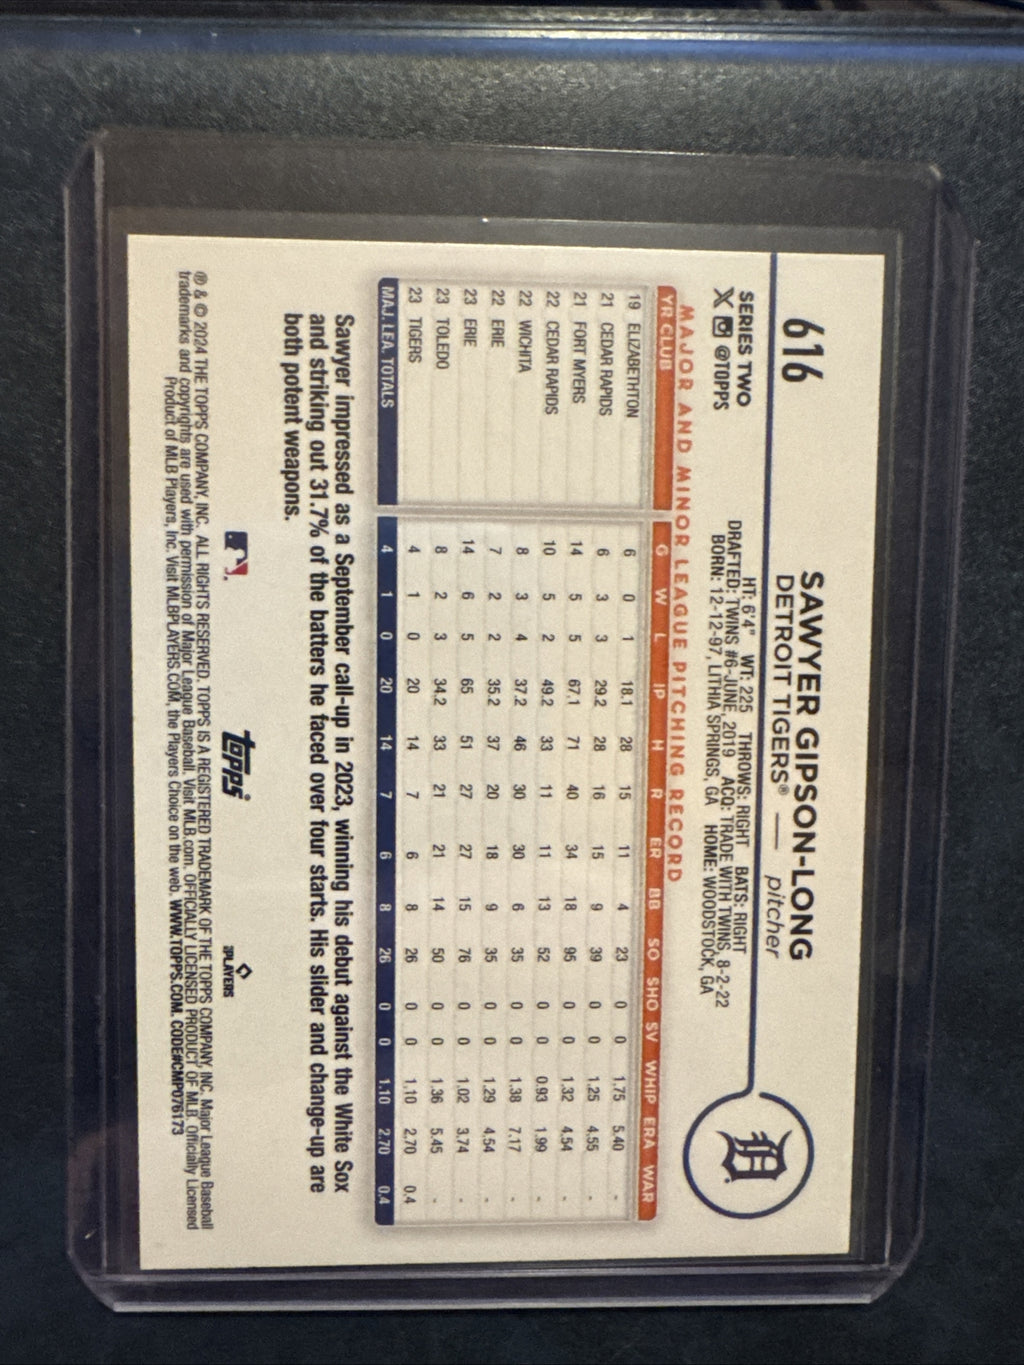 616
SAWYER GIPSON-LONG
DETROIT TIGERS® — pitcher
SERIES TWO
@TOPPS
HT: 6'4" WT: 225 THROWS: RIGHT BATS: RIGHT
DRAFTED: TWINS #6-JUNE, 2019 ACQ: TRADE WITH TWINS, 8-2-22
BORN: 12-12-97, LITHIA SPRINGS, GA HOME: WOODSTOCK, GA
MAJOR AND MINOR LEAGUE PITCHING RECORD
YR CLUB G W L IP H R ER BB SO SHO SV WHIP ERA WAR
19 ELIZABETHTON 6 0 1 18.1 28 15 11 4 23 0 0 1.75 5.40 -
21 CEDAR RAPIDS 6 3 3 29.2 28 16 15 9 39 0 0 1.25 4.55 -
21 FORT MYERS 14 5 5 67.1 71 40 34 18 95 0 0 1.32 4.54 -
22 CEDAR RAPIDS 10 5 2 49.2 33 11 11 13 52 0 0 0.93 1.99 -
22 WICHITA 8 3 4 37.2 46 30 30 6 35 0 0 1.38 7.17 -
22 ERIE 7 2 2 35.2 37 20 18 9 35 0 0 1.29 4.54 -
23 ERIE 14 6 5 65 51 27 27 15 76 0 0 1.02 3.74 -
23 TOLEDO 8 2 3 34.2 33 21 21 14 50 0 0 1.36 5.45 -
23 TIGERS 4 1 0 20 14 7 6 8 26 0 0 1.10 2.70 0.4
MAJ. LEA. TOTALS 4 1 0 20 14 7 6 8 26 0 0 1.10 2.70 0.4
Sawyer impressed as a September call-up in 2023, winning his debut against the White Sox
and striking out 31.7% of the batters he faced over four starts. His slider and change-up are
both potent weapons.
topps
PLAYERS
® & © 2024 THE TOPPS COMPANY, INC. ALL RIGHTS RESERVED. TOPPS IS A REGISTERED TRADEMARK OF THE TOPPS COMPANY, INC. Major League Baseball
trademarks and copyrights are used with permission of Major League Baseball. Visit MLB.com. OFFICIALLY LICENSED PRODUCT OF MLB. Officially Licensed
Product of MLB Players, Inc. Visit MLBPLAYERS.COM, the Players Choice on the web. WWW.TOPPS.COM. CODE#CMP076173